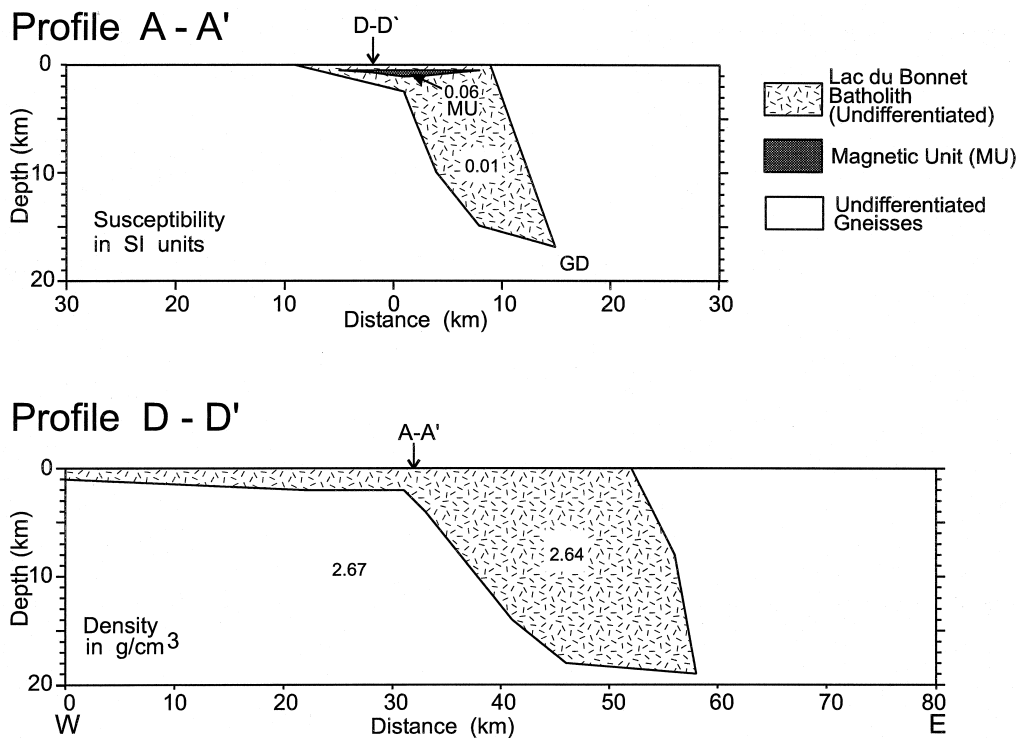 Profile A - A'
D-D`
0
10
20
Depth (km)
0.06
MU
0.01
Susceptibility
in SI units
GD
30
20
10
0
10
20
30
Distance (km)
Lac du Bonnet
Batholith
(Undifferentiated)
Magnetic Unit (MU)
Undifferentiated
Gneisses
Profile D - D'
A-A'
0
10
20
Depth (km)
2.67
2.64
Density
in g/cm3
0
10
20
30
40
50
60
70
80
W
Distance (km)
E